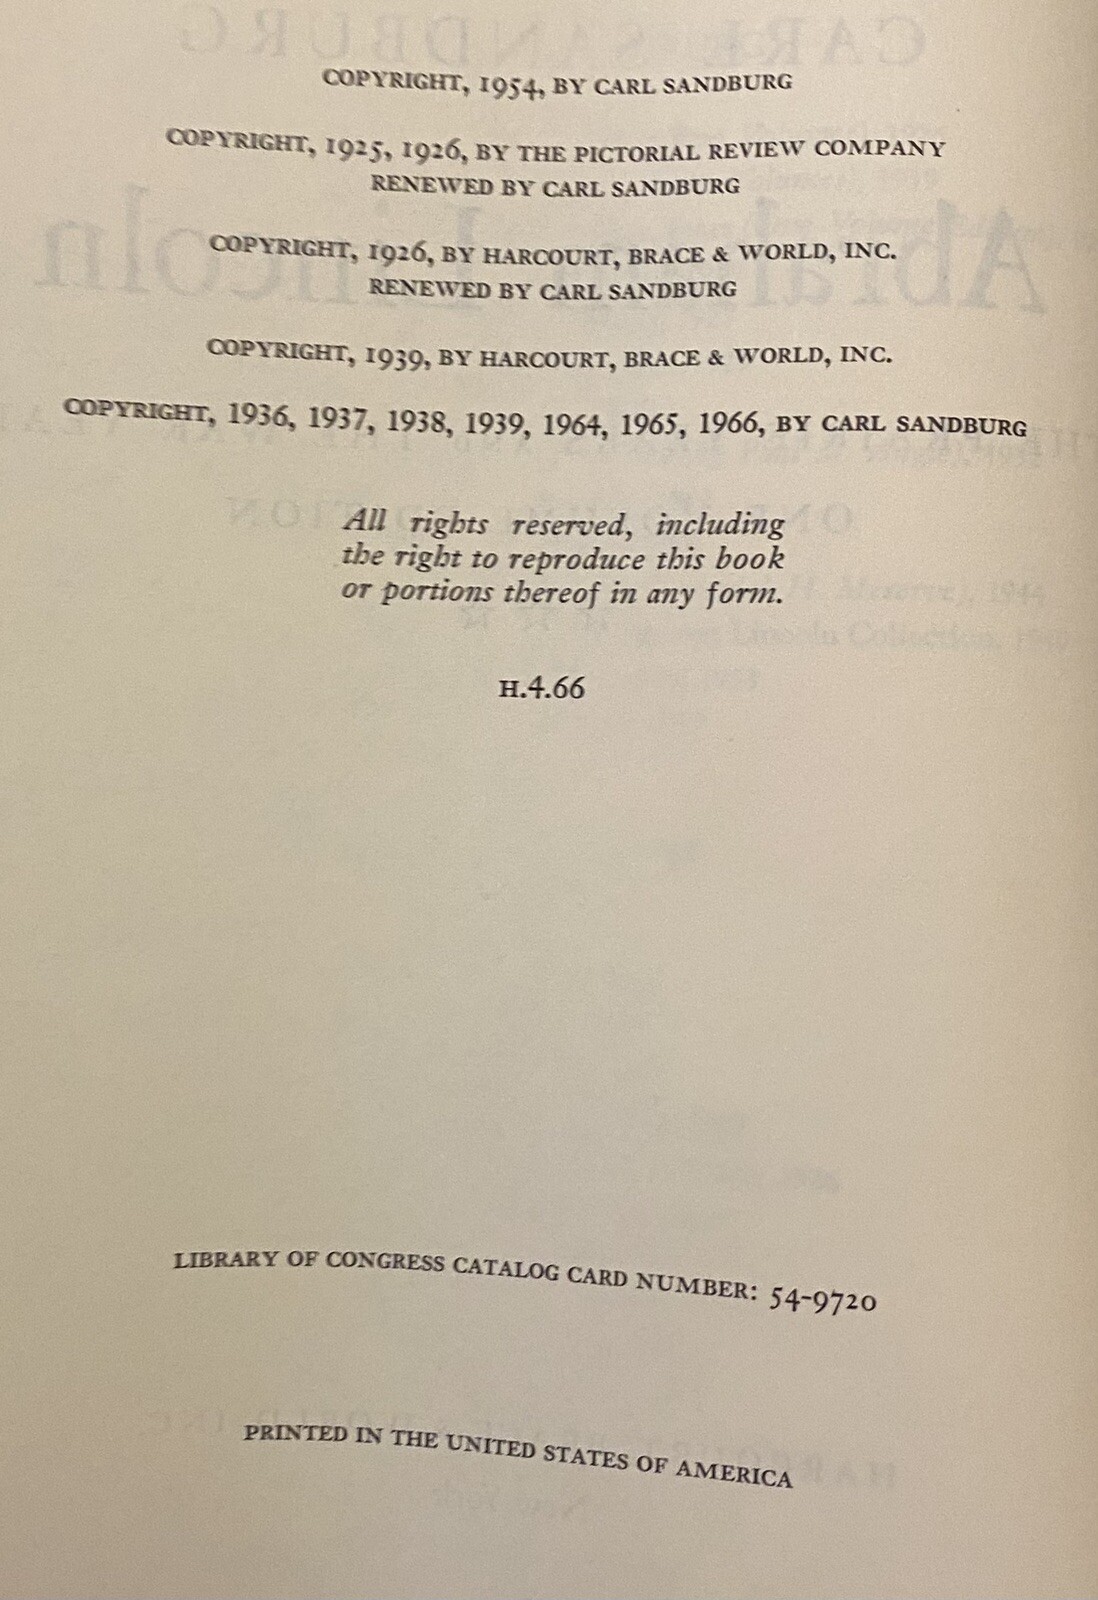 COPYRIGHT, 1954, BY CARL SANDBURG
COPYRIGHT, 1925, 1926, BY THE PICTORIAL REVIEW COMPANY
RENEWED BY CARL SANDBURG
COPYRIGHT, 1926, BY HARCOURT, BRACE & WORLD, INC.
RENEWED BY CARL SANDBURG
COPYRIGHT, 1939, BY HARCOURT, BRACE & WORLD, INC.
COPYRIGHT, 1936, 1937, 1938, 1939, 1964, 1965, 1966, BY CARL SANDBURG
All rights reserved, including
the right to reproduce this book
or portions thereof in any form.
H.4.66
LIBRARY OF CONGRESS CATALOG CARD NUMBER: 54-9720
PRINTED IN THE UNITED STATES OF AMERICA